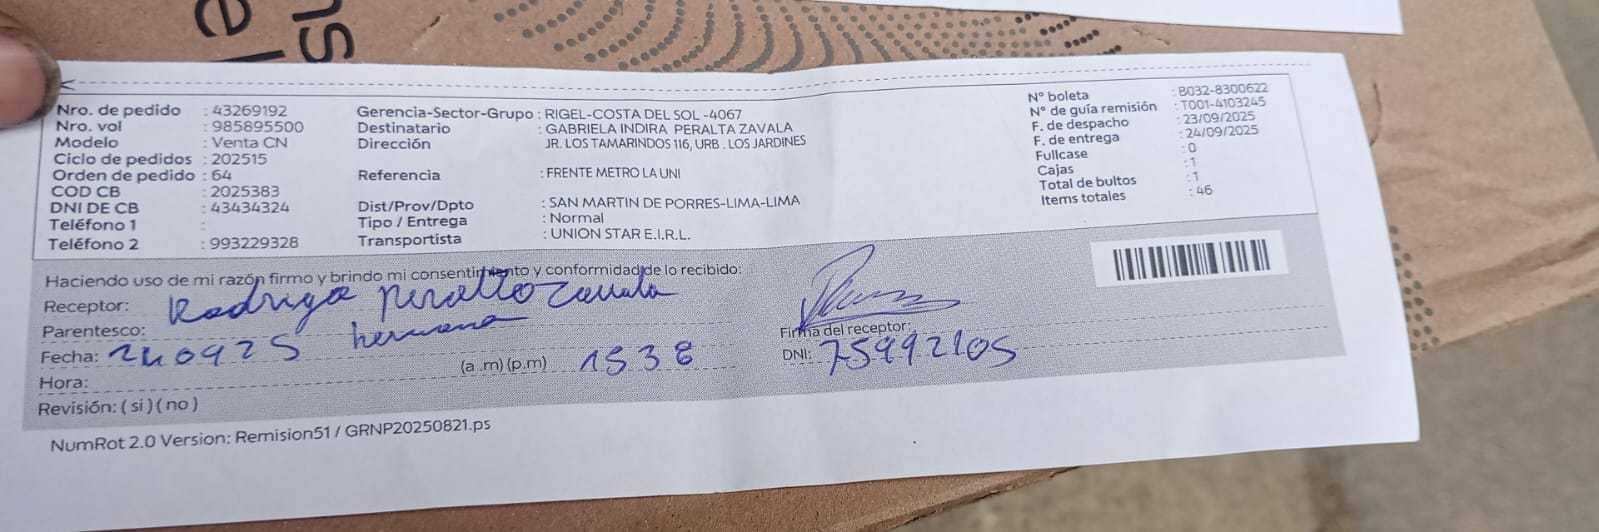 ns
el
Nro. de pedido : 43269192
Nro. vol : 985895500
Modelo : Venta CN
Ciclo de pedidos : 202515
Orden de pedido : 64
COD CB : 2025383
DNI DE CB : 43434324
Teléfono 1 :
Teléfono 2 : 993229328
Gerencia-Sector-Grupo : RIGEL-COSTA DEL SOL -4067
Destinatario : GABRIELA INDIRA PERALTA ZAVALA
Dirección JR. LOS TAMARINDOS 116, URB . LOS JARDINES
Referencia : FRENTE METRO LA UNI
Dist/Prov/Dpto : SAN MARTIN DE PORRES-LIMA-LIMA
Tipo / Entrega : Normal
Transportista : UNION STAR E.I.R.L.
N° boleta : B032-8300622
N° de guía remisión : T001-4103245
F. de despacho : 23/09/2025
F. de entrega : 24/09/2025
Fullcase : 0
Cajas : 1
Total de bultos : 1
Items totales : 46
Haciendo uso de mi razón firmo y brindo mi consentimiento y conformidad de lo recibido:
Receptor: Rodrigo Peralta Zavala
Parentesco: hermano
Fecha: 240925
Hora: (a .m) (p.m) 1538
Revisión: ( si ) ( no )
Firma del receptor:
DNI: 75992105
NumRot 2.0 Version: Remision51 / GRNP20250821.ps